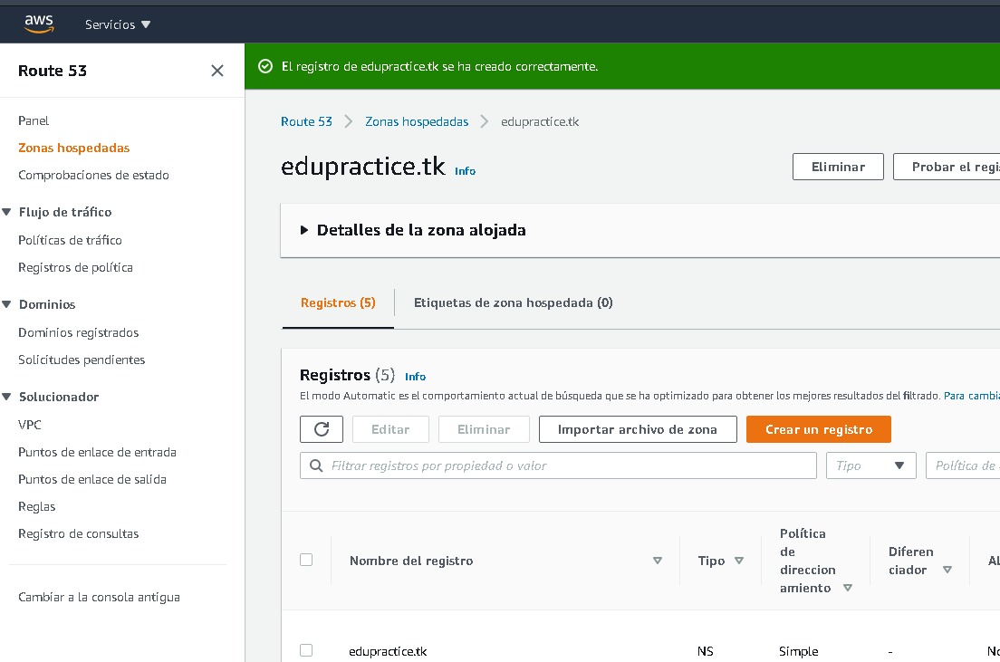 aws Servicios
Route 53
El registro de edupractice.tk se ha creado correctamente.
Panel
Zonas hospedadas
Comprobaciones de estado
Flujo de tráfico
Políticas de tráfico
Registros de política
Dominios
Dominios registrados
Solicitudes pendientes
Solucionador
VPC
Puntos de enlace de entrada
Puntos de enlace de salida
Reglas
Registro de consultas
Cambiar a la consola antigua
Route 53 Zonas hospedadas edupractice.tk
edupractice.tk Info
Eliminar Probar el regi
Detalles de la zona alojada
Registros (5) Etiquetas de zona hospedada (0)
Registros (5) Info
El modo Automatic es el comportamiento actual de búsqueda que se ha optimizado para obtener los mejores resultados del filtrado. Para cambia
Editar Eliminar Importar archivo de zona Crear un registro
Filtrar registros por propiedad o valor Tipo Política de
Nombre del registro
Tipo
Política
de
direccion
amiento
Diferen
ciador
Al
edupractice.tk NS Simple - No